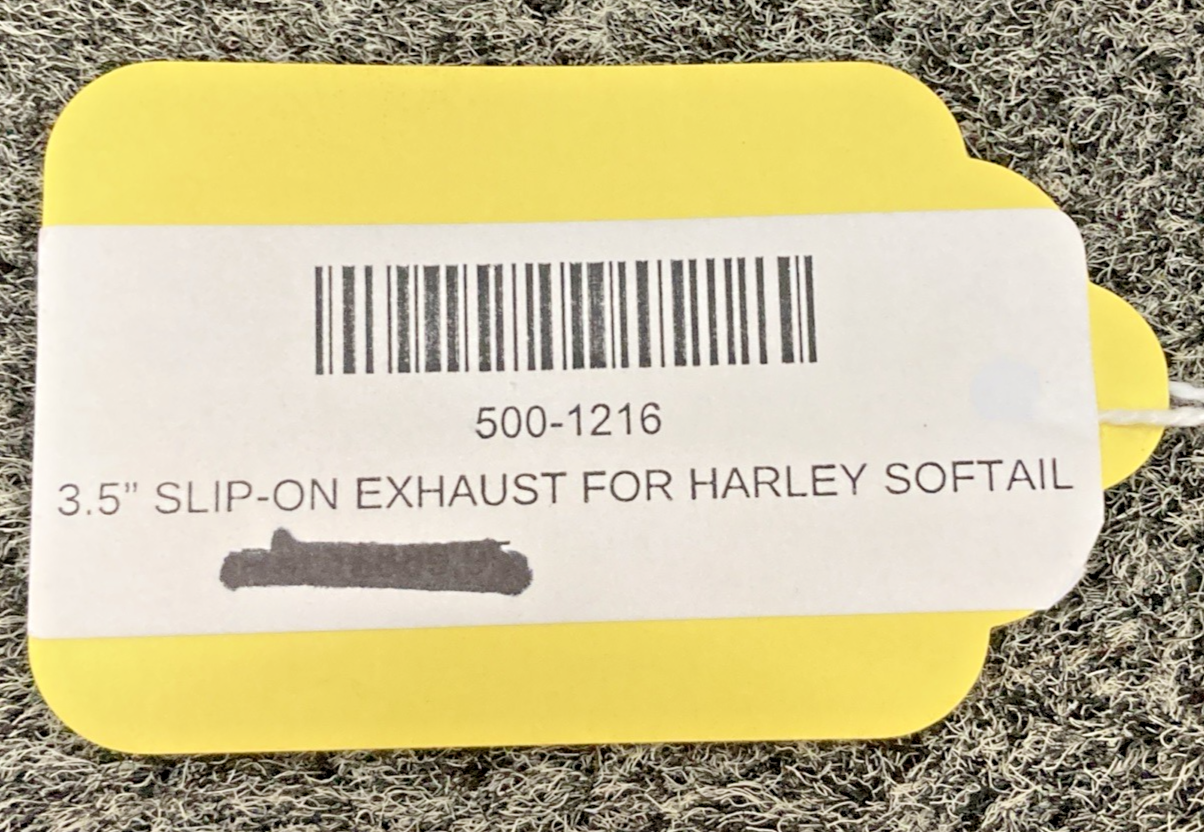 500-1216
3.5” SLIP-ON EXHAUST FOR HARLEY SOFTAIL